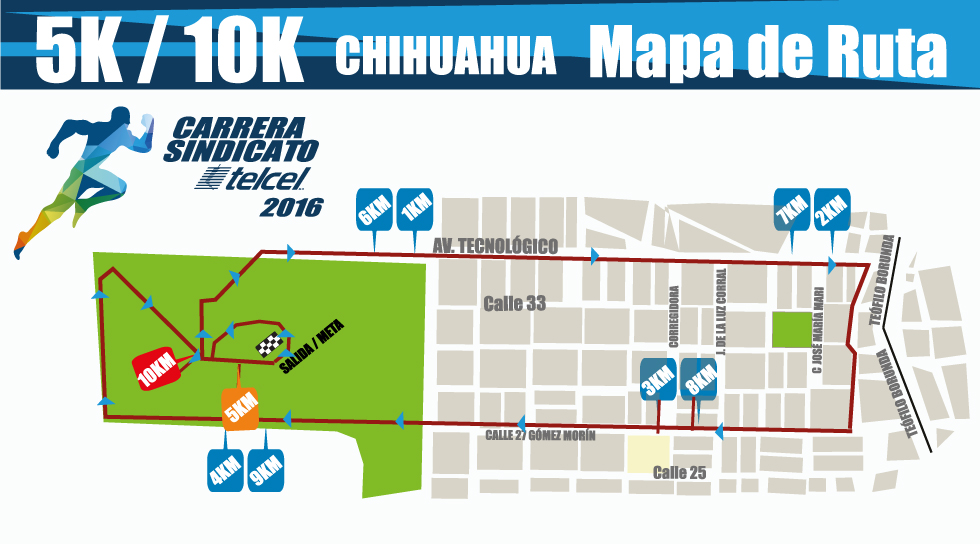 5K / 10K CHIHUAHUA Mapa de Ruta
CARRERA
SINDICATO
telcel
2016
6KM
1KM
7KM
2KM
AV. TECNOLÓGICO
TEÓFILO BORUNDA
Calle 33
CORREGIDORA
J. DE LA LUZ CORRAL
C JOSÉ MARÍA MARI
SALIDA / META
10KM
3KM
8KM
5KM
TEÓFILO BORUNDA
CALLE 27 GÓMEZ MORÍN
4KM
9KM
Calle 25